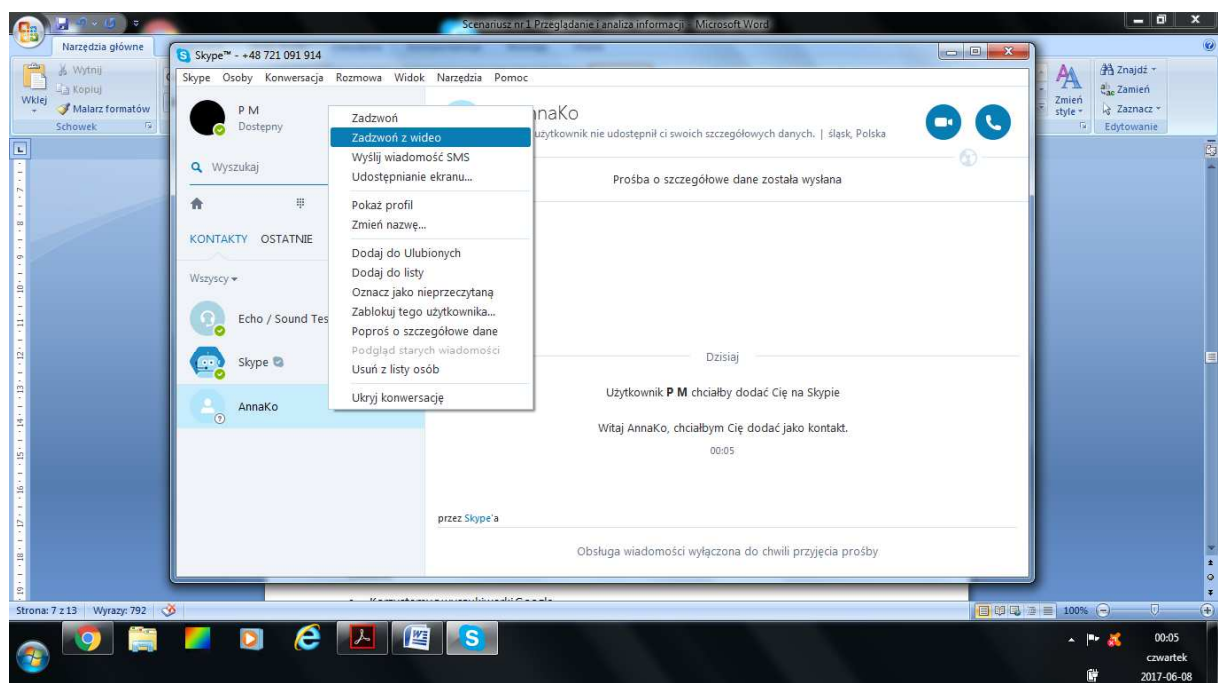 Scenariusz nr 1 Przeglądanie i analiza informacji - Microsoft Word
Narzędzia główne
Wytnij
Kopiuj
Malarz formatów
Wklej
Schowek
Znajdź
Zamień
Zaznacz
Zmień style
Edytowanie
Skype™ - +48 721 091 914
Skype Osoby Konwersacja Rozmowa Widok Narzędzia Pomoc
P M
Dostępny
Wyszukaj
KONTAKTY OSTATNIE
Wszyscy
Echo / Sound Tes
Skype
AnnaKo
Zadzwoń
Zadzwoń z wideo
Wyślij wiadomość SMS
Udostępnianie ekranu...
Pokaż profil
Zmień nazwę...
Dodaj do Ulubionych
Dodaj do listy
Oznacz jako nieprzeczytaną
Zablokuj tego użytkownika...
Poproś o szczegółowe dane
Podgląd starych wiadomości
Usuń z listy osób
Ukryj konwersację
nnaKo
użytkownik nie udostępnił ci swoich szczegółowych danych. | śląsk, Polska
Prośba o szczegółowe dane została wysłana
Dzisiaj
Użytkownik P M chciałby dodać Cię na Skypie
Witaj AnnaKo, chciałbym Cię dodać jako kontakt.
00:05
przez Skype'a
Obsługa wiadomości wyłączona do chwili przyjęcia prośby
Strona: 7 z 13 Wyrazy: 792
100%
00:05
czwartek
2017-06-08